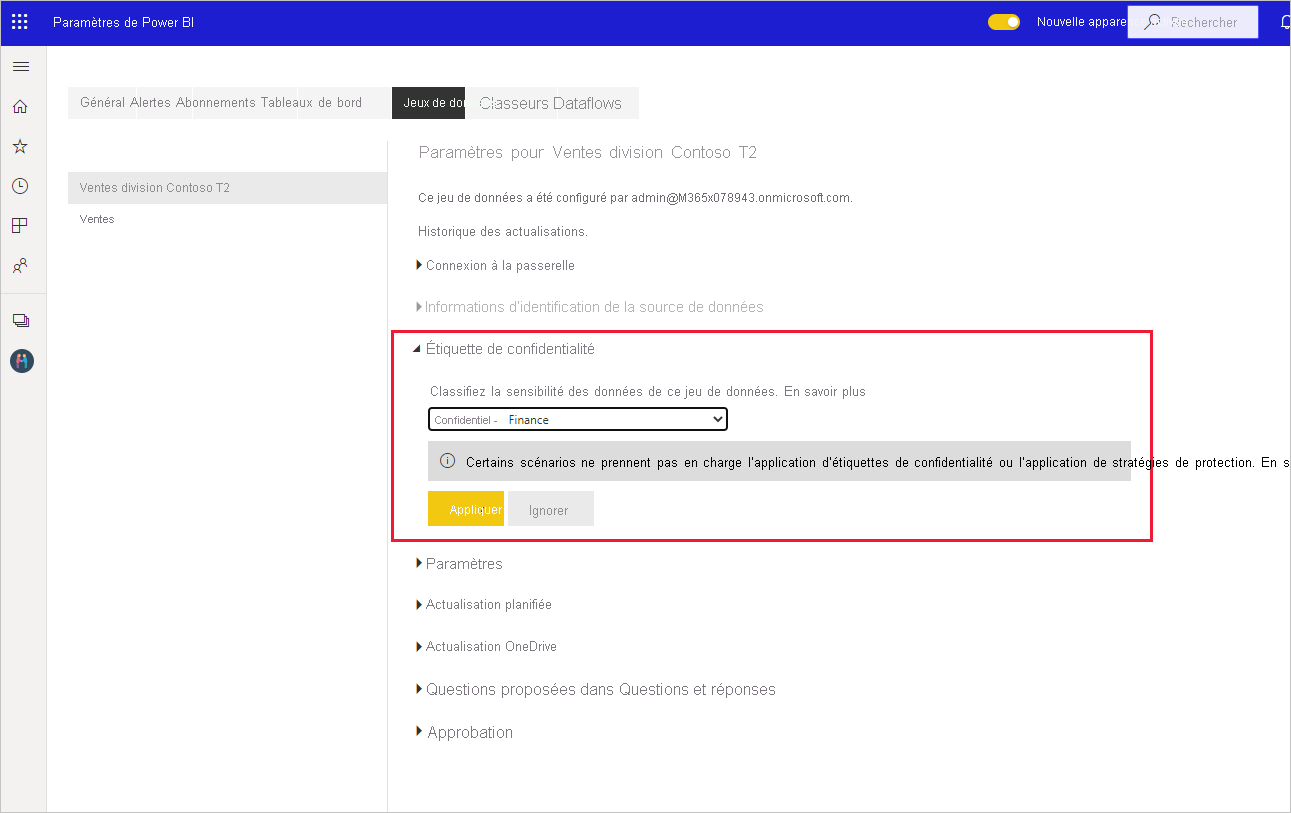 Paramètres de Power BI
Nouvelle
Rechercher
Général Alertes Abonnements Tableaux de bord
Jeux de
Classeurs Dataflows
Ventes division Contoso T2
Ventes
Paramètres pour Ventes division Contoso T2
Ce jeu de données a été configuré par admin@M365x078943.onmicrosoft.com.
Historique des actualisations.
Connexion à la passerelle
Informations d'identification de la source de données
Étiquette de confidentialité
Classifiez la sensibilité des données de ce jeu de données. En savoir plus
Confidentiel - Finance
Certains scénarios ne prennent pas en charge l'application d'étiquettes de confidentialité ou l'application de stratégies de protection. En s
Appliquer
Ignorer
Paramètres
Actualisation planifiée
Actualisation OneDrive
Questions proposées dans Questions et réponses
Approbation